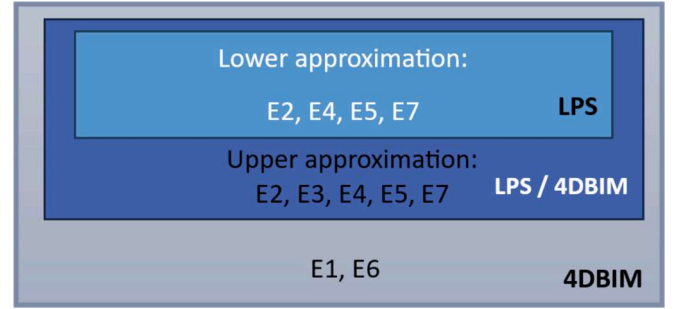 Lower approximation:
E2, E4, E5, E7
LPS
Upper approximation:
E2, E3, E4, E5, E7
LPS / 4DBIM
E1, E6
4DBIM